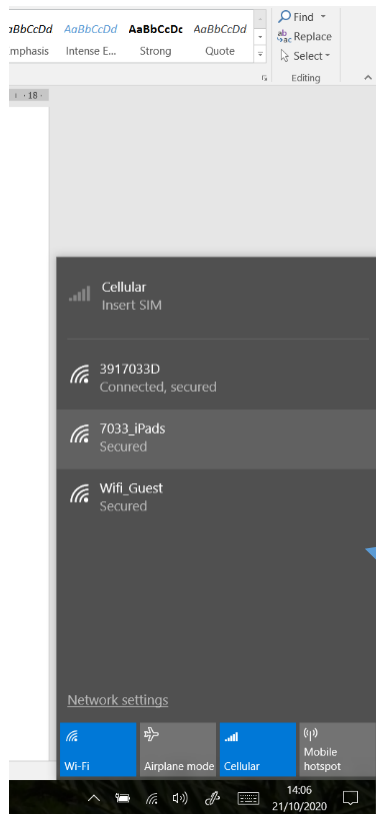 aBbCcDd AaBbCcDd AaBbCcDc AaBbCcDd
mphasis Intense E... Strong Quote
Find
Replace
Select
Editing
18
Cellular
Insert SIM
3917033D
Connected, secured
7033_iPads
Secured
Wifi_Guest
Secured
Network settings
Wi-Fi
Airplane mode
Cellular
Mobile
hotspot
14:06
21/10/2020